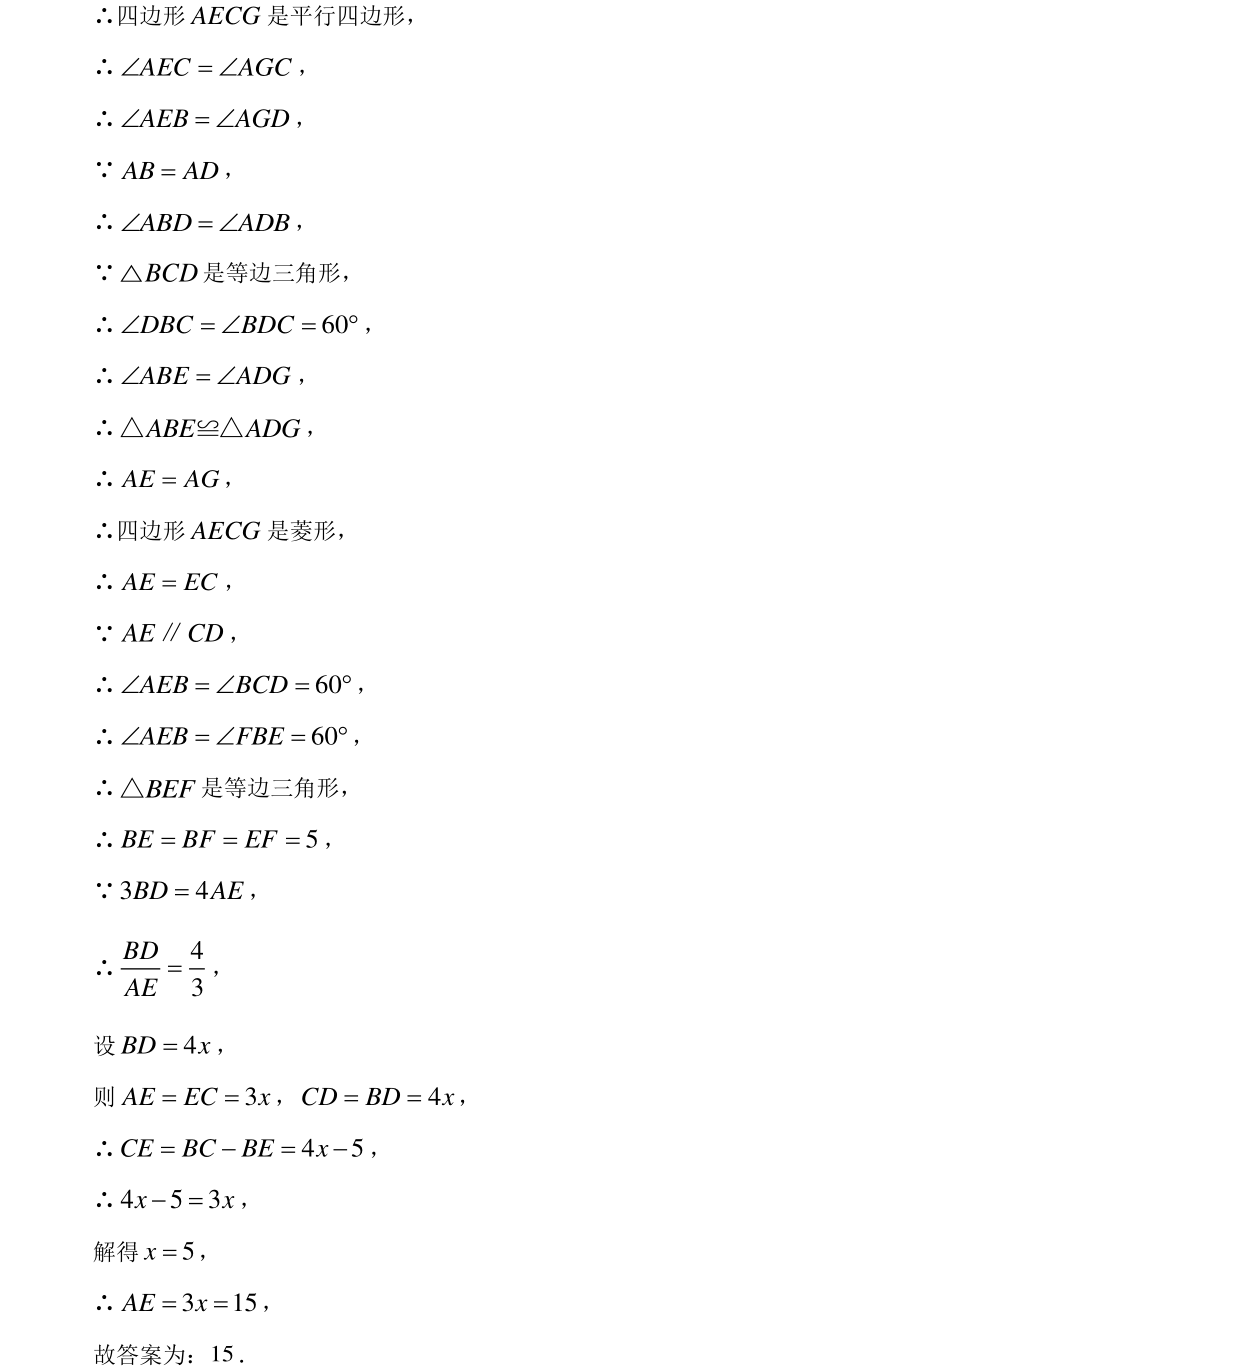 ∴四边形 AECG 是平行四边形，
∴ ∠AEC = ∠AGC，
∴ ∠AEB = ∠AGD，
∵ AB = AD，
∴ ∠ABD = ∠ADB，
∵ △BCD 是等边三角形，
∴ ∠DBC = ∠BDC = 60°，
∴ ∠ABE = ∠ADG，
∴ △ABE≌△ADG，
∴ AE = AG，
∴四边形 AECG 是菱形，
∴ AE = EC，
∵ AE // CD，
∴ ∠AEB = ∠BCD = 60°，
∴ ∠AEB = ∠FBE = 60°，
∴ △BEF 是等边三角形，
∴ BE = BF = EF = 5，
∵ 3BD = 4AE，
∴ BD/AE = 4/3，
设 BD = 4x，
则 AE = EC = 3x，CD = BD = 4x，
∴ CE = BC − BE = 4x − 5，
∴ 4x − 5 = 3x，
解得 x = 5，
∴ AE = 3x = 15，
故答案为：15．